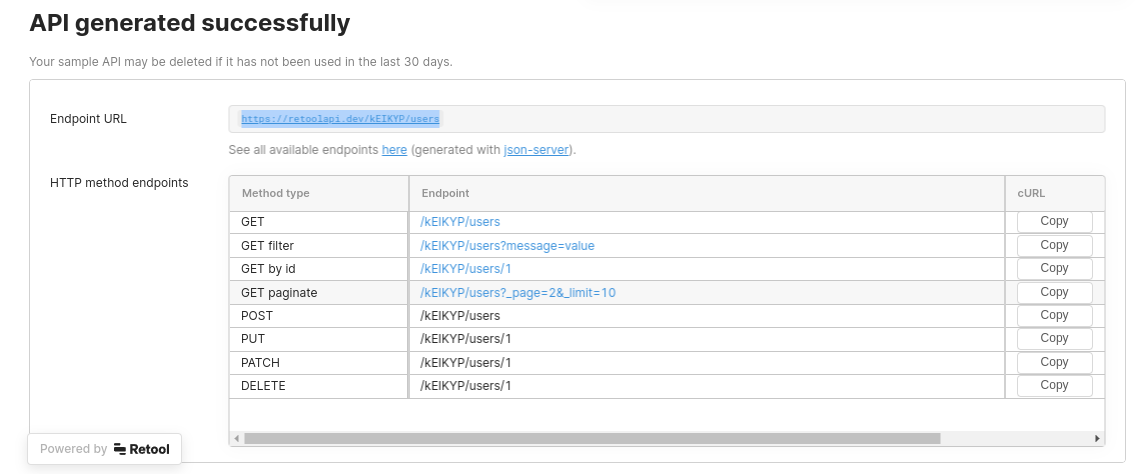 API generated successfully
Your sample API may be deleted if it has not been used in the last 30 days.
Endpoint URL
https://retoolapi.dev/kEIKYP/users
See all available endpoints here (generated with json-server).
HTTP method endpoints
Method type Endpoint cURL
GET /kEIKYP/users Copy
GET filter /kEIKYP/users?message=value Copy
GET by id /kEIKYP/users/1 Copy
GET paginate /kEIKYP/users?_page=2&_limit=10 Copy
POST /kEIKYP/users Copy
PUT /kEIKYP/users/1 Copy
PATCH /kEIKYP/users/1 Copy
DELETE /kEIKYP/users/1 Copy
Powered by Retool